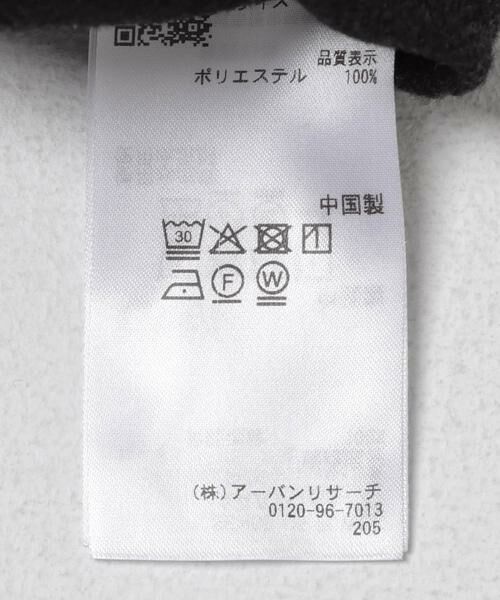 品質表示
ポリエステル 100%
中国製
30
F W
(株)アーバンリサーチ
0120-96-7013
205